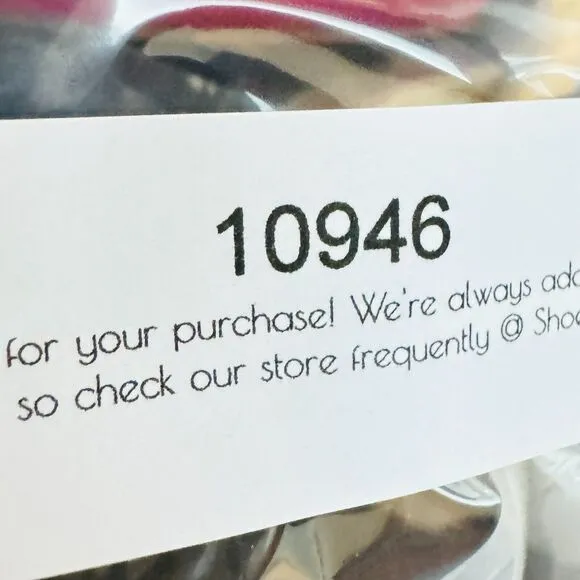 10946
for your purchase! We're always
so check our store frequently @